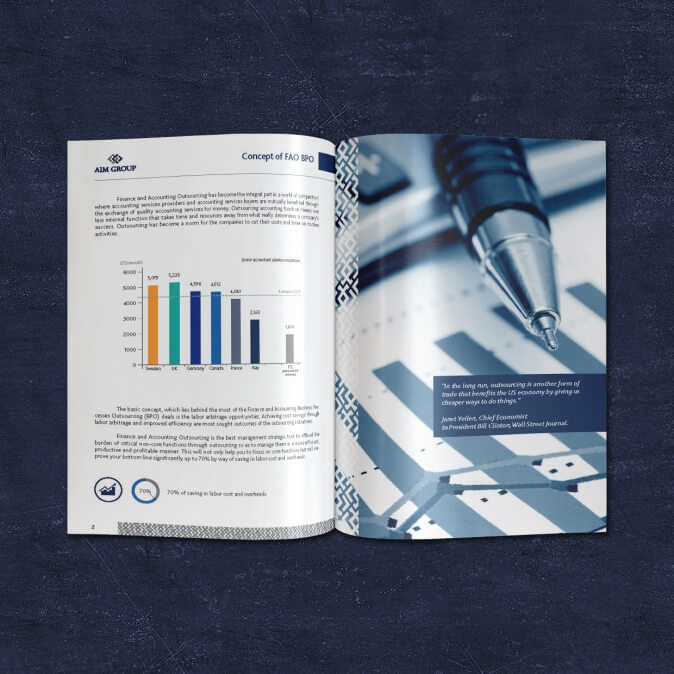 AIM GROUP
Concept of FAO BPO
Finance and Accounting Outsourcing has become the integral part in a world of competition
where accounting services providers and accounting services buyers are mutually benefited through
the exchange of quality accounting services for money. Outsourcing accounting function makes one
less internal function that takes time and resources away from what really determines a company's
success. Outsourcing has become a norm for the companies to cut their costs and time on routine
activities.
USD/month
Senior accountant salaries comparison
6000
5000
4000
3000
2000
1000
0
5,079
5,225
Sweden
UK
Germany
Canada
France
Italy
The basic concept, which lies behind the most of the Finance and Accounting Business Pro-
cesses Outsourcing (BPO) deals is the labor arbitrage opportunities. Achieving cost savings through
labor arbitrage and improved efficiency are most sought outcomes of the outsourcing initiatives.
Finance and Accounting Outsourcing is the best management strategic tool to offload the
burden of critical non-core functions through outsourcing so as to manage them in a more efficient,
productive and profitable manner. This will not only help you to focus on core functions but will im-
prove your bottom line significantly up to 70% by way of saving in labor cost and overheads.
70%
70% of saving in labor cost and overheads
2
"In the long run, outsourcing is another form of
trade that benefits the US economy by giving us
cheaper ways to do things."
Janet Yellen, Chief Economist
to President Bill Clinton, Wall Street Journal.